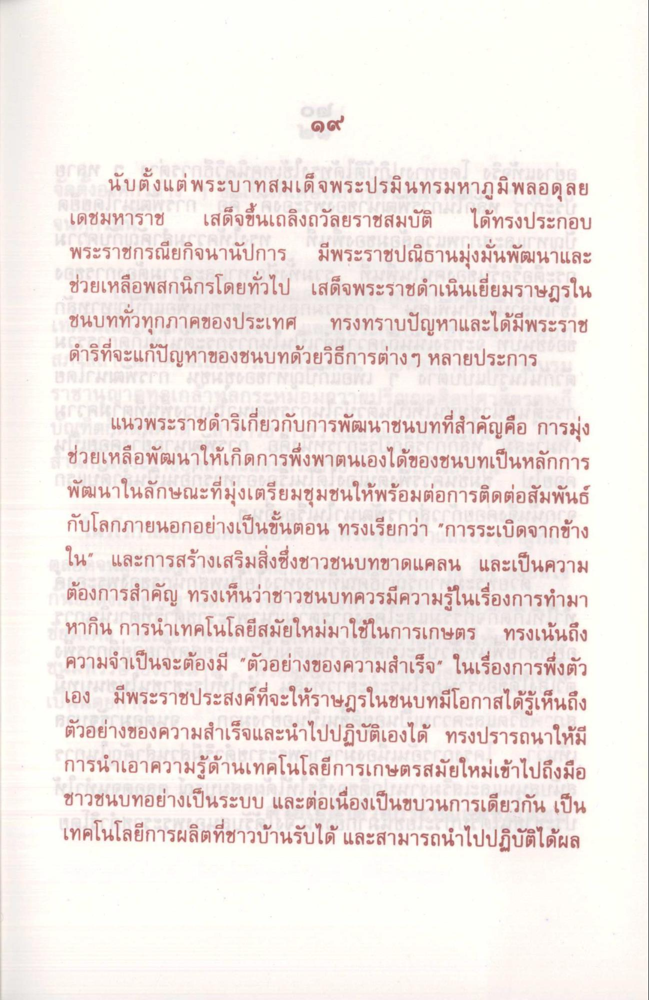 ๑๙
นับตั้งแต่พระบาทสมเด็จพระปรมินทรมหาภูมิพลอดุลย
เดชมหาราช เสด็จขึ้นเถลิงถวัลยราชสมบัติ ได้ทรงประกอบ
พระราชกรณียกิจนานัปการ มีพระราชปณิธานมุ่งมั่นพัฒนาและ
ช่วยเหลือพสกนิกรโดยทั่วไป เสด็จพระราชดำเนินเยี่ยมราษฎรใน
ชนบททั่วทุกภาคของประเทศ ทรงทราบปัญหาและได้มีพระราช
ดำริที่จะแก้ปัญหาของชนบทด้วยวิธีการต่างๆ หลายประการ
แนวพระราชดำริเกี่ยวกับการพัฒนาชนบทที่สำคัญคือ การมุ่ง
ช่วยเหลือพัฒนาให้เกิดการพึ่งพาตนเองได้ของชนบทเป็นหลักการ
พัฒนาในลักษณะที่มุ่งเตรียมชุมชนให้พร้อมต่อการติดต่อสัมพันธ์
กับโลกภายนอกอย่างเป็นขั้นตอน ทรงเรียกว่า "การระเบิดจากข้าง
ใน" และการสร้างเสริมสิ่งซึ่งชาวชนบทขาดแคลน และเป็นความ
ต้องการสำคัญ ทรงเห็นว่าชาวชนบทควรมีความรู้ในเรื่องการทำมา
หากิน การนำเทคโนโลยีสมัยใหม่มาใช้ในการเกษตร ทรงเน้นถึง
ความจำเป็นจะต้องมี "ตัวอย่างของความสำเร็จ" ในเรื่องการพึ่งตัว
เอง มีพระราชประสงค์ที่จะให้ราษฎรในชนบทมีโอกาสได้รู้เห็นถึง
ตัวอย่างของความสำเร็จและนำไปปฏิบัติเองได้ ทรงปรารถนาให้มี
การนำเอาความรู้ด้านเทคโนโลยีการเกษตรสมัยใหม่เข้าไปถึงมือ
ชาวชนบทอย่างเป็นระบบ และต่อเนื่องเป็นขบวนการเดียวกัน เป็น
เทคโนโลยีการผลิตที่ชาวบ้านรับได้ และสามารถนำไปปฏิบัติได้ผล